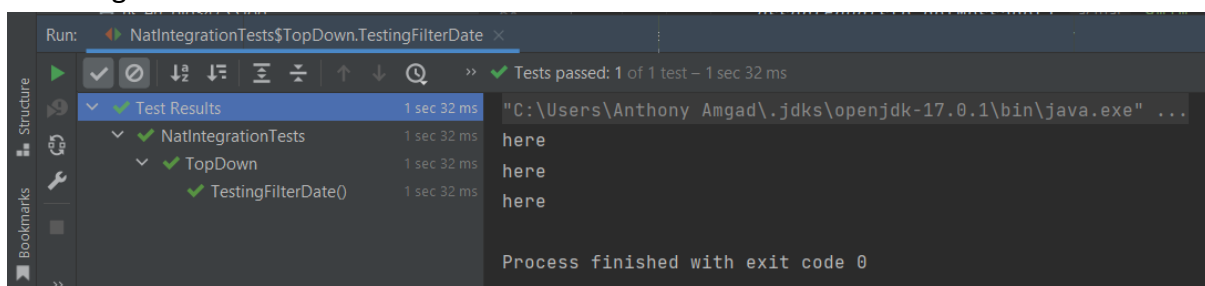 Run: NatIntegrationTests$TopDown.TestingFilterDate ×
» ✔ Tests passed: 1 of 1 test – 1 sec 32 ms
Test Results 1 sec 32 ms
NatIntegrationTests 1 sec 32 ms
TopDown 1 sec 32 ms
TestingFilterDate() 1 sec 32 ms
"C:\Users\Anthony Amgad\.jdks\openjdk-17.0.1\bin\java.exe" ...
here
here
here
Process finished with exit code 0
Structure
Bookmarks